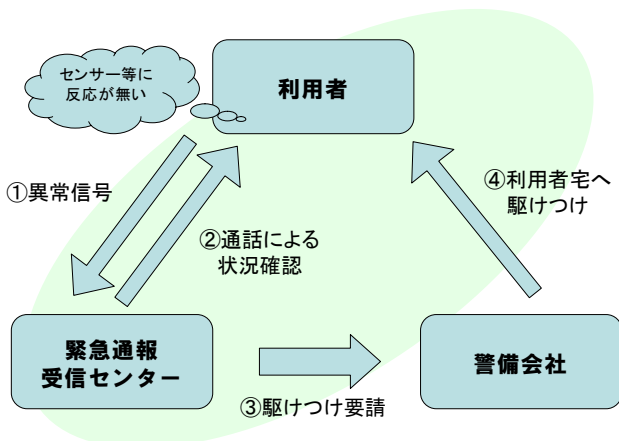 センサー等に
反応が無い
利用者
①異常信号
②通話による
状況確認
④利用者宅へ
駆けつけ
緊急通報
受信センター
警備会社
③駆けつけ要請